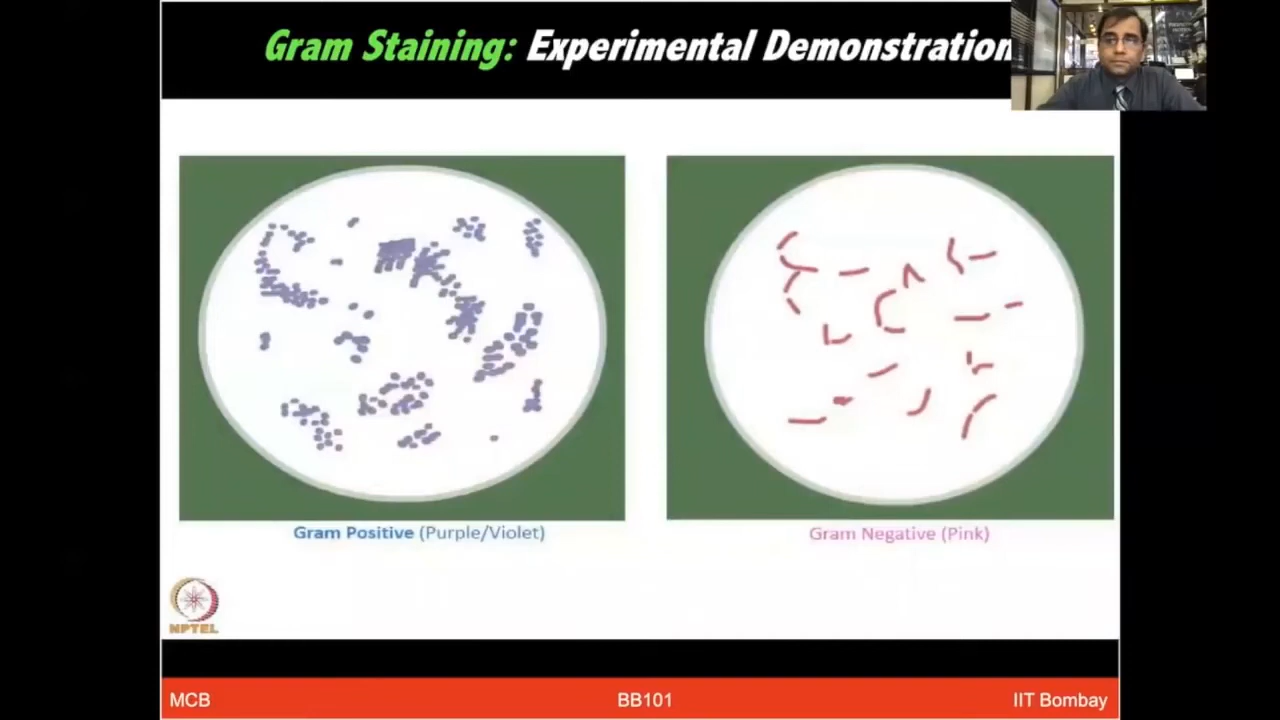 Gram Staining: Experimental Demonstration
Gram Positive (Purple/Violet)
Gram Negative (Pink)
NPTEL
MCB
BB101
IIT Bombay